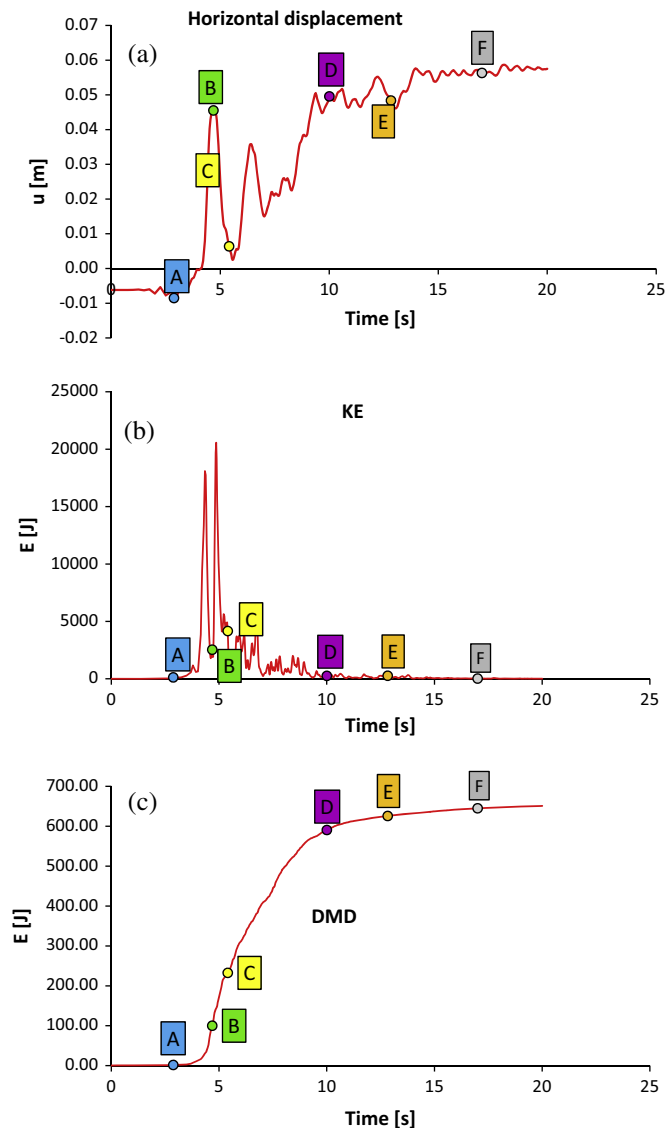 Horizontal displacement
(a)
u [m]
0.07
0.06
0.05
0.04
0.03
0.02
0.01
0.00
-0.01
-0.02
0
5
10
15
20
25
A
B
C
D
E
F
Time [s]
(b)
KE
E [J]
25000
20000
15000
10000
5000
0
0
5
10
15
20
25
A
B
C
D
E
F
Time [s]
(c)
DMD
E [J]
700.00
600.00
500.00
400.00
300.00
200.00
100.00
0.00
0
5
10
15
20
25
A
B
C
D
E
F
Time [s]